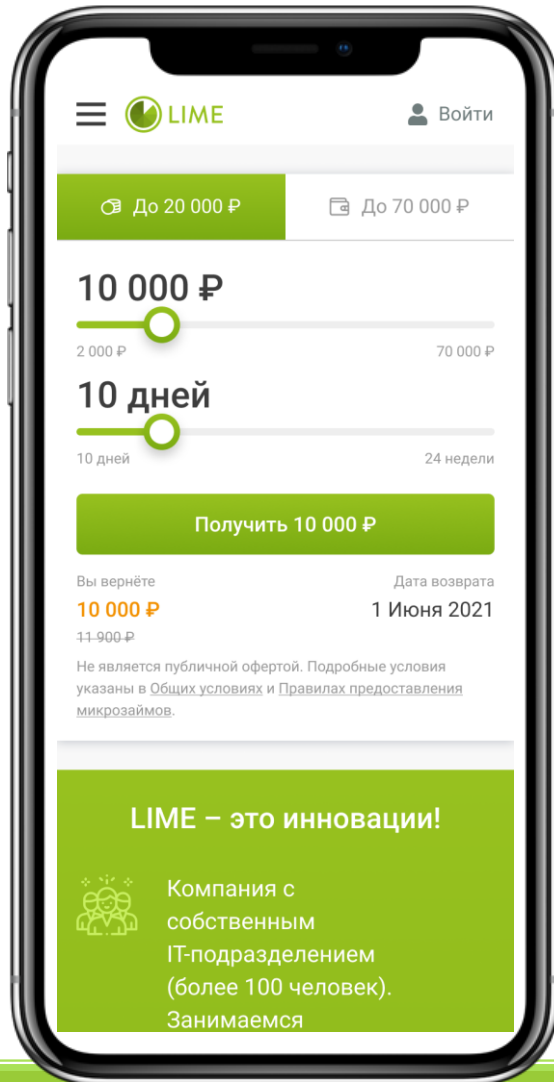 LIME
Войти
До 20 000 ₽
До 70 000 ₽
10 000 ₽
2 000 ₽
70 000 ₽
10 дней
10 дней
24 недели
Получить 10 000 ₽
Вы вернёте
Дата возврата
10 000 ₽
1 Июня 2021
11 900 ₽
Не является публичной офертой. Подробные условия
указаны в Общих условиях и Правилах предоставления
микрозаймов.
LIME – это инновации!
Компания с
собственным
IT-подразделением
(более 100 человек).
Занимаемся